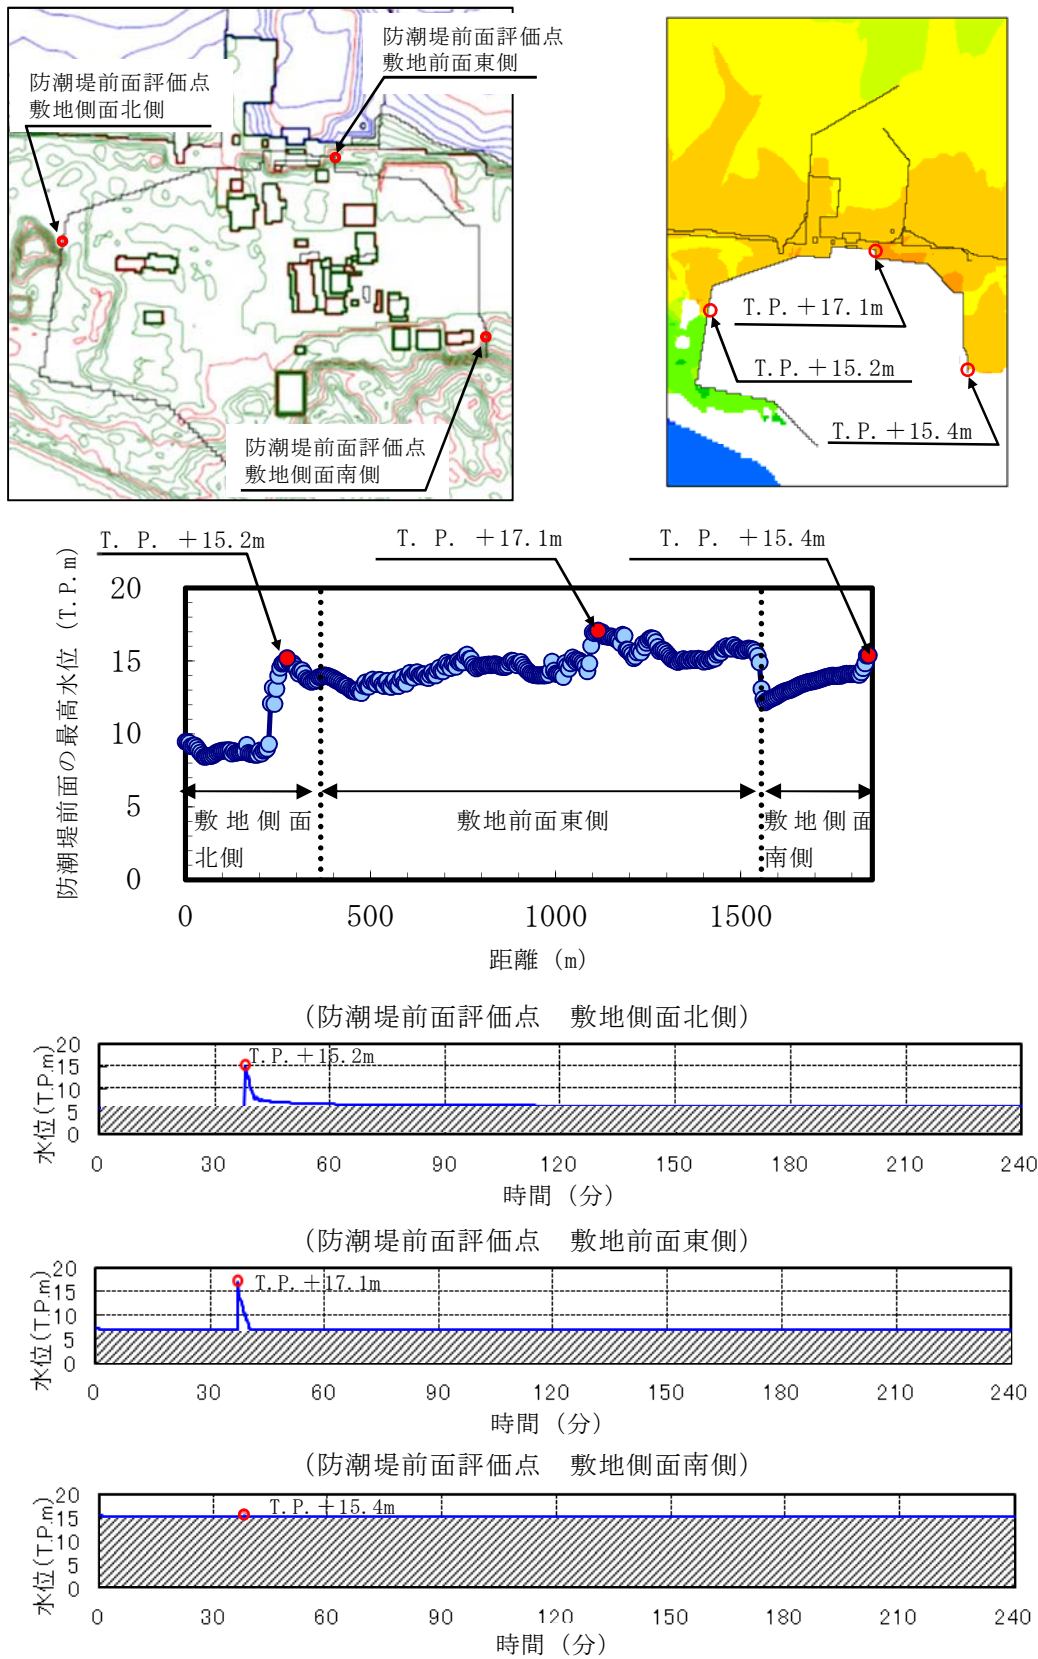 防潮堤前面評価点
敷地前面東側
防潮堤前面評価点
敷地側面北側
防潮堤前面評価点
敷地側面南側
T.P.＋17.1m
T.P.＋15.2m
T.P.＋15.4m
T. P. ＋15.2m
T. P. ＋17.1m
T. P. ＋15.4m
防潮堤前面の最高水位 (T.P.m)
20
15
10
5
0
敷地側面
北側
敷地前面東側
敷地側面
南側
0 500 1000 1500
距離 (m)
(防潮堤前面評価点　敷地側面北側)
水位(T.P.m)
20
15
10
5
0
T.P.＋15.2m
0 30 60 90 120 150 180 210 240
時間 (分)
(防潮堤前面評価点　敷地前面東側)
水位(T.P.m)
20
15
10
5
0
T.P.＋17.1m
0 30 60 90 120 150 180 210 240
時間 (分)
(防潮堤前面評価点　敷地側面南側)
水位(T.P.m)
20
15
10
5
0
T.P.＋15.4m
0 30 60 90 120 150 180 210 240
時間 (分)